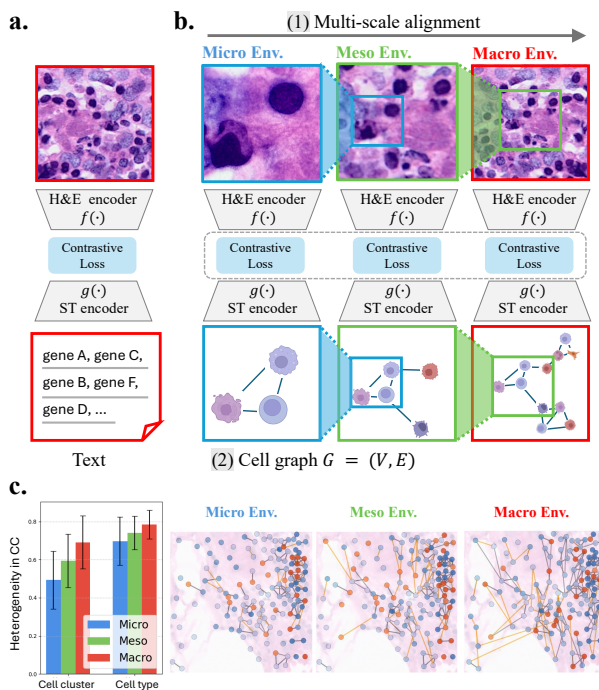 a.
b.
(1) Multi-scale alignment
Micro Env.
Meso Env.
Macro Env.
H&E encoder
f(·)
H&E encoder
f(·)
H&E encoder
f(·)
H&E encoder
f(·)
Contrastive
Loss
Contrastive
Loss
Contrastive
Loss
Contrastive
Loss
g(·)
ST encoder
g(·)
ST encoder
g(·)
ST encoder
g(·)
ST encoder
gene A, gene C,
gene B, gene F,
gene D, ...
Text
(2) Cell graph G = (V, E)
c.
Heterogeneity in CC
0.8
0.6
0.4
0.2
0.0
Micro
Meso
Macro
Cell cluster
Cell type
Micro Env.
Meso Env.
Macro Env.